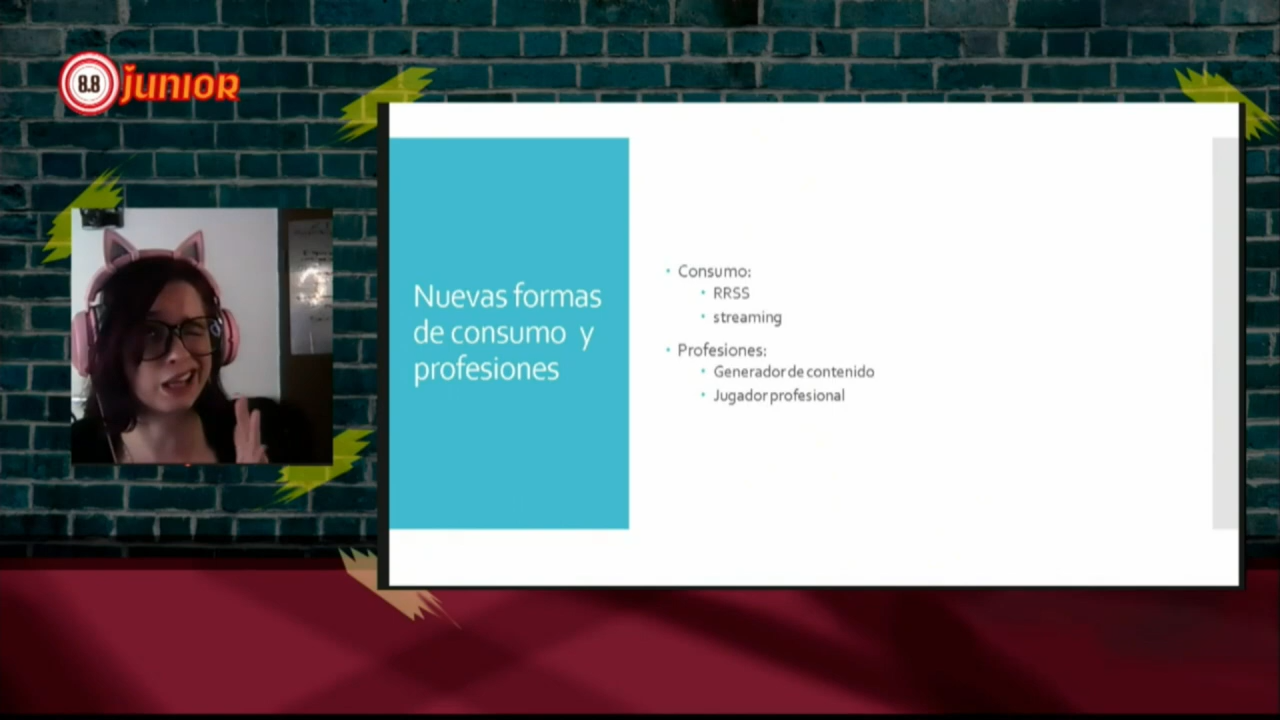 8.8 JUNIOR
Nuevas formas
de consumo y
profesiones
Consumo:
RRSS
streaming
Profesiones:
Generador de contenido
Jugador profesional